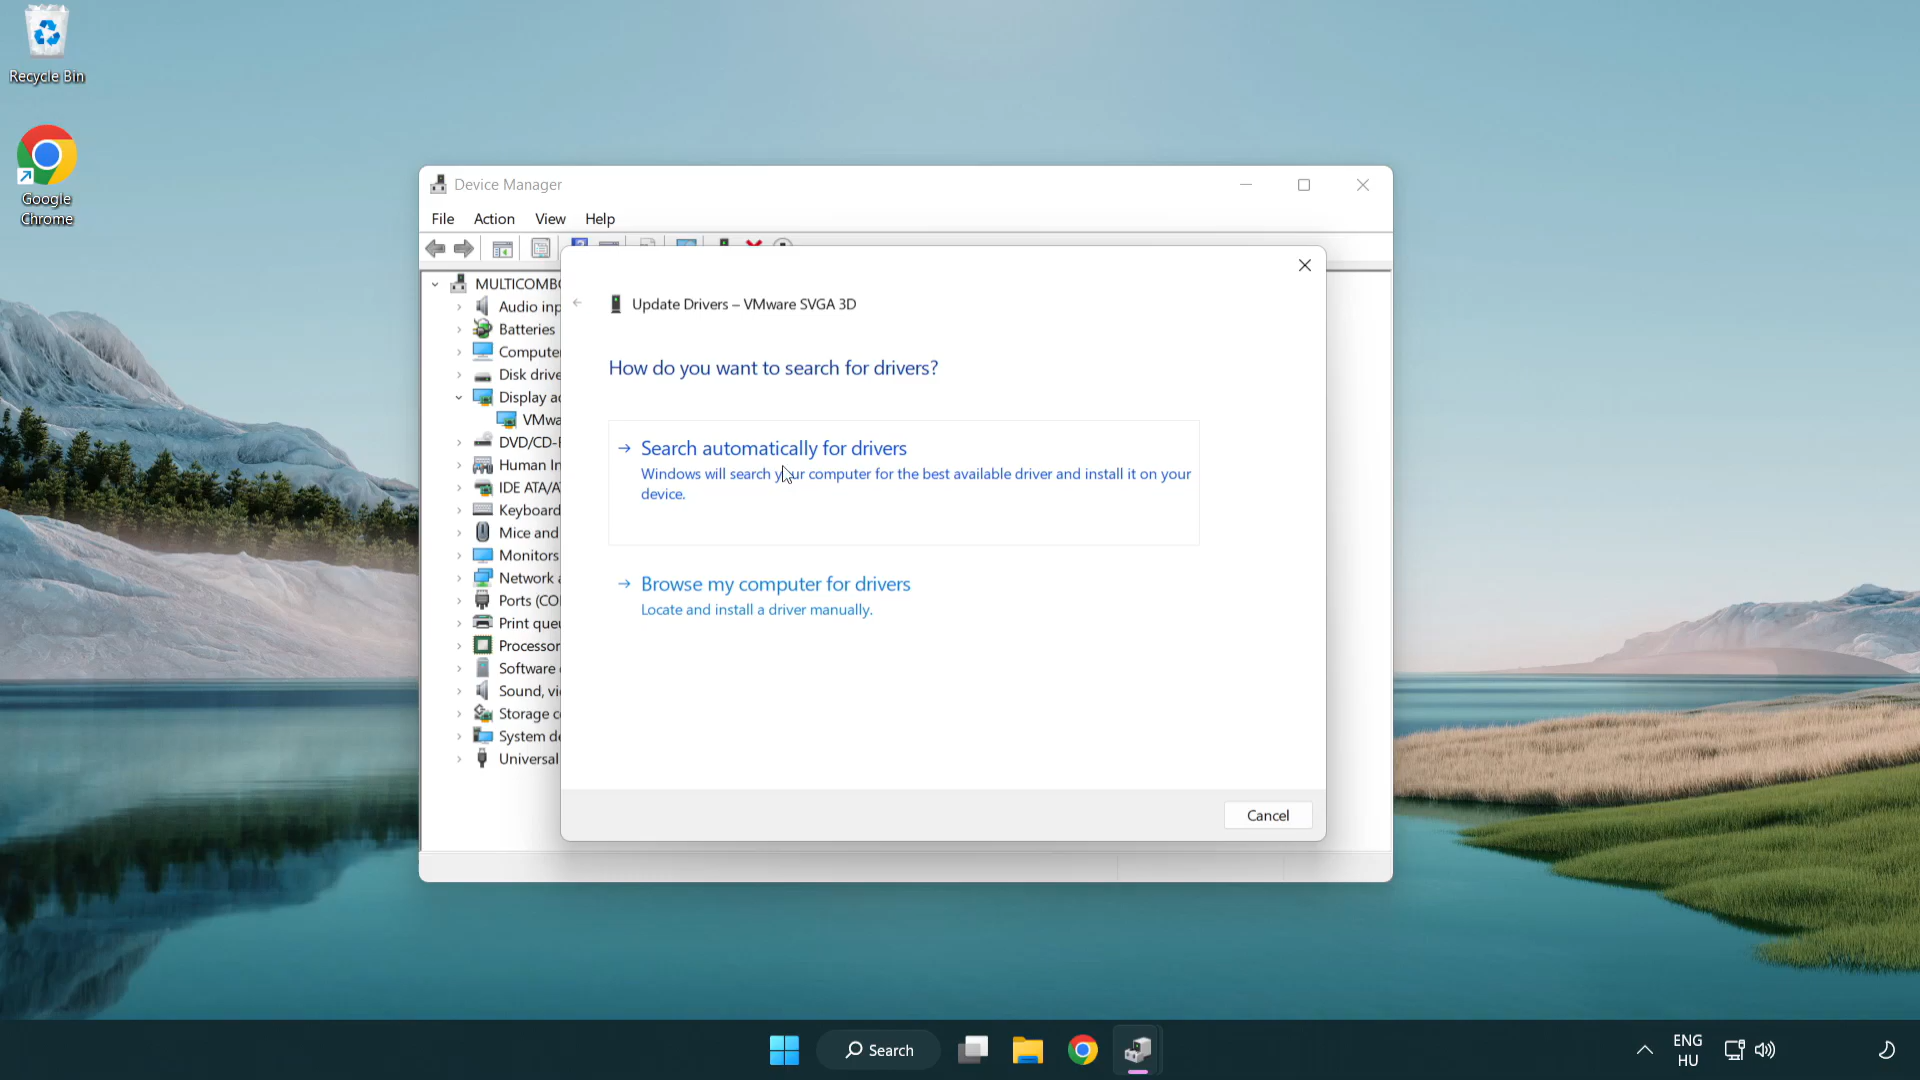 Recycle Bin
Google
Chrome
Device Manager
File Action View Help
MULTICOMBO
Audio inp
Batteries
Compute
Disk drive
Display a
VMwa
DVD/CD-
Human In
IDE ATA/A
Keyboard
Mice and
Monitors
Network a
Ports (CO
Print que
Processor
Software
Sound, vi
Storage c
System de
Universal
Update Drivers – VMware SVGA 3D
How do you want to search for drivers?
Search automatically for drivers
Windows will search your computer for the best available driver and install it on your
device.
Browse my computer for drivers
Locate and install a driver manually.
Cancel
Search
ENG
HU